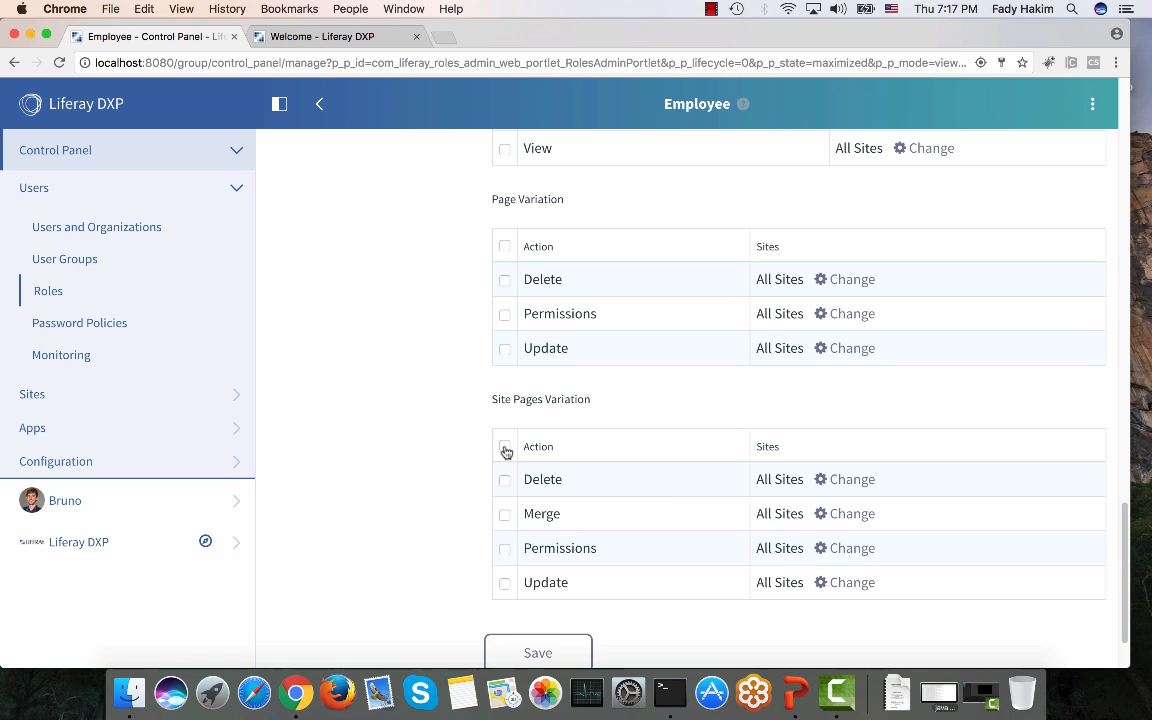 Chrome File Edit View History Bookmarks People Window Help Thu 7:17 PM Fady Hakim
Employee - Control Panel - Life Welcome - Liferay DXP
localhost:8080/group/control_panel/manage?p_p_id=com_liferay_roles_admin_web_portlet_RolesAdminPortlet&p_p_lifecycle=0&p_p_state=maximized&p_p_mode=view...
Liferay DXP
Employee
Control Panel
Users
Users and Organizations
User Groups
Roles
Password Policies
Monitoring
Sites
Apps
Configuration
Bruno
LIFERAY Liferay DXP
View All Sites Change
Page Variation
Action Sites
Delete All Sites Change
Permissions All Sites Change
Update All Sites Change
Site Pages Variation
Action Sites
Delete All Sites Change
Merge All Sites Change
Permissions All Sites Change
Update All Sites Change
Save